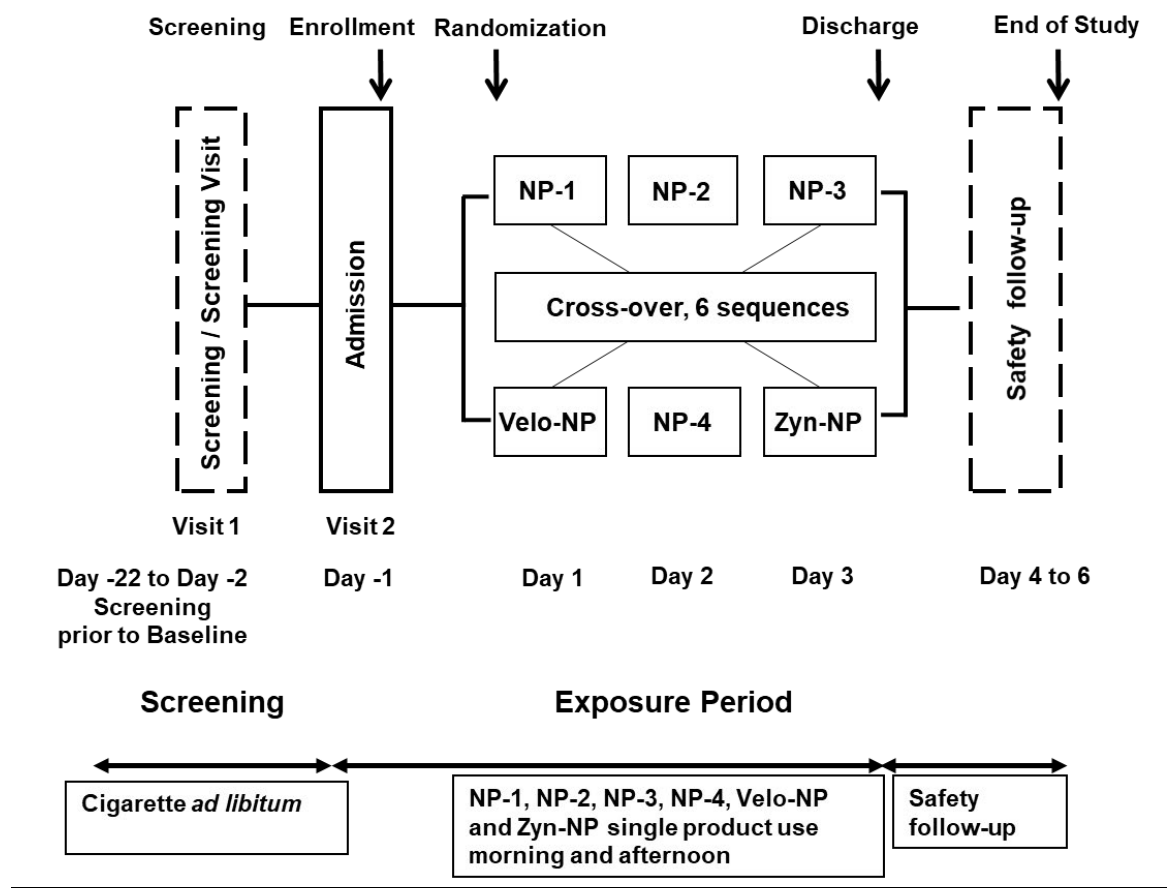 Screening
Enrollment
Randomization
Discharge
End of Study
Screening / Screening Visit
Admission
NP-1
NP-2
NP-3
Cross-over, 6 sequences
Velo-NP
NP-4
Zyn-NP
Safety follow-up
Visit 1
Visit 2
Day -22 to Day -2
Screening
prior to Baseline
Day -1
Day 1
Day 2
Day 3
Day 4 to 6
Screening
Exposure Period
Cigarette ad libitum
NP-1, NP-2, NP-3, NP-4, Velo-NP
and Zyn-NP single product use
morning and afternoon
Safety
follow-up